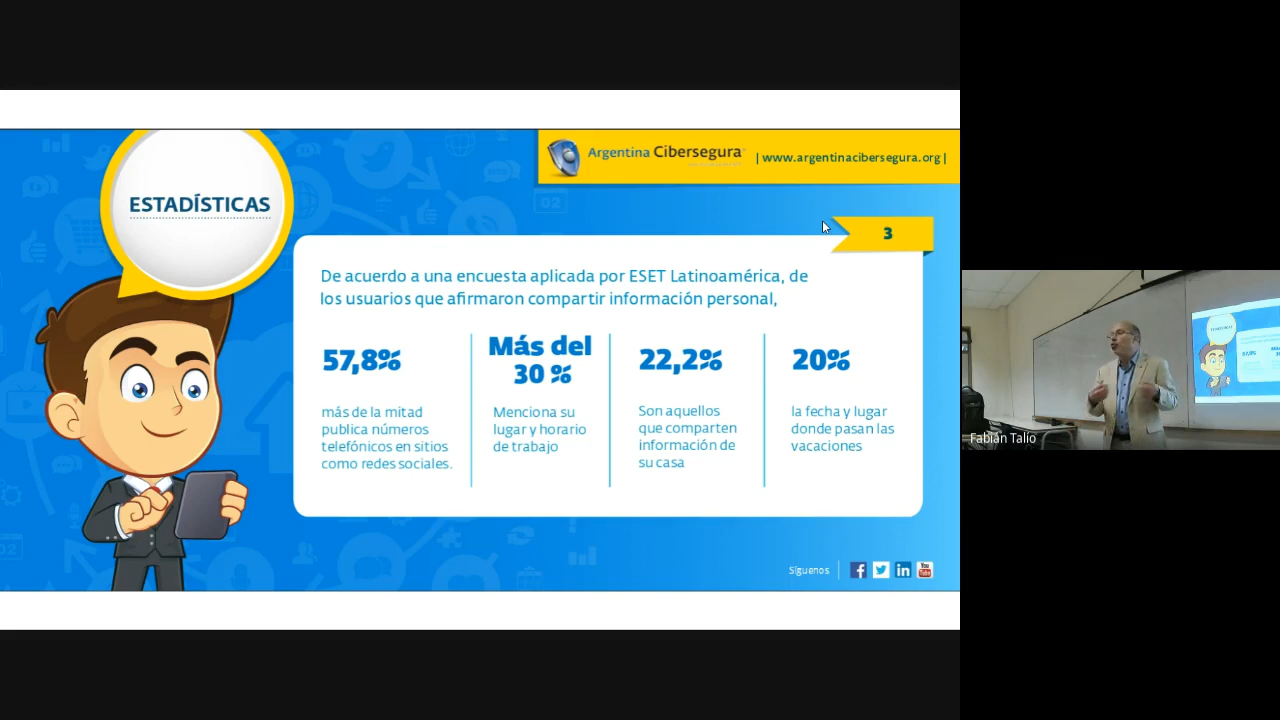 ESTADÍSTICAS
Argentina Cibersegura
| www.argentinacibersegura.org |
3
De acuerdo a una encuesta aplicada por ESET Latinoamérica, de
los usuarios que afirmaron compartir información personal,
57,8%
más de la mitad
publica números
telefónicos en sitios
como redes sociales.
Más del
30 %
Menciona su
lugar y horario
de trabajo
22,2%
Son aquellos
que comparten
información de
su casa
20%
la fecha y lugar
donde pasan las
vacaciones
Síguenos
You
Tube
Fabián Talio